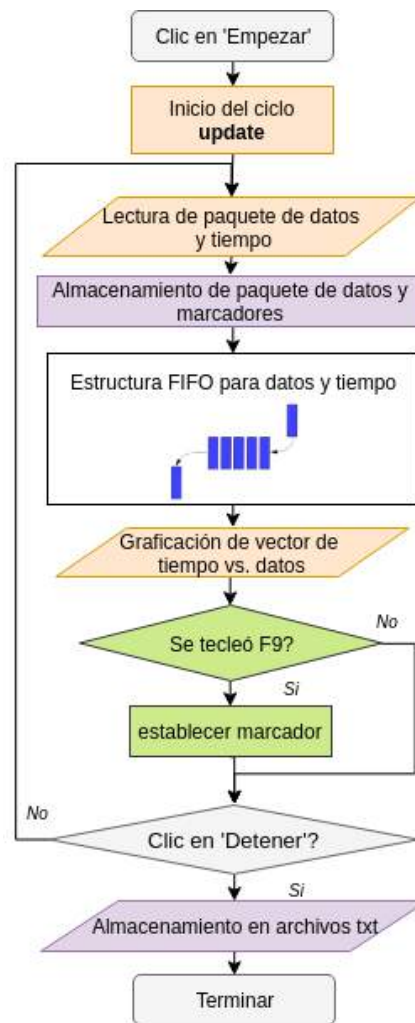 Clic en 'Empezar'
Inicio del ciclo
update
Lectura de paquete de datos
y tiempo
Almacenamiento de paquete de datos y
marcadores
Estructura FIFO para datos y tiempo
Graficación de vector de
tiempo vs. datos
No
Se tecleó F9?
Si
establecer marcador
No
Clic en 'Detener'?
Si
Almacenamiento en archivos txt
Terminar